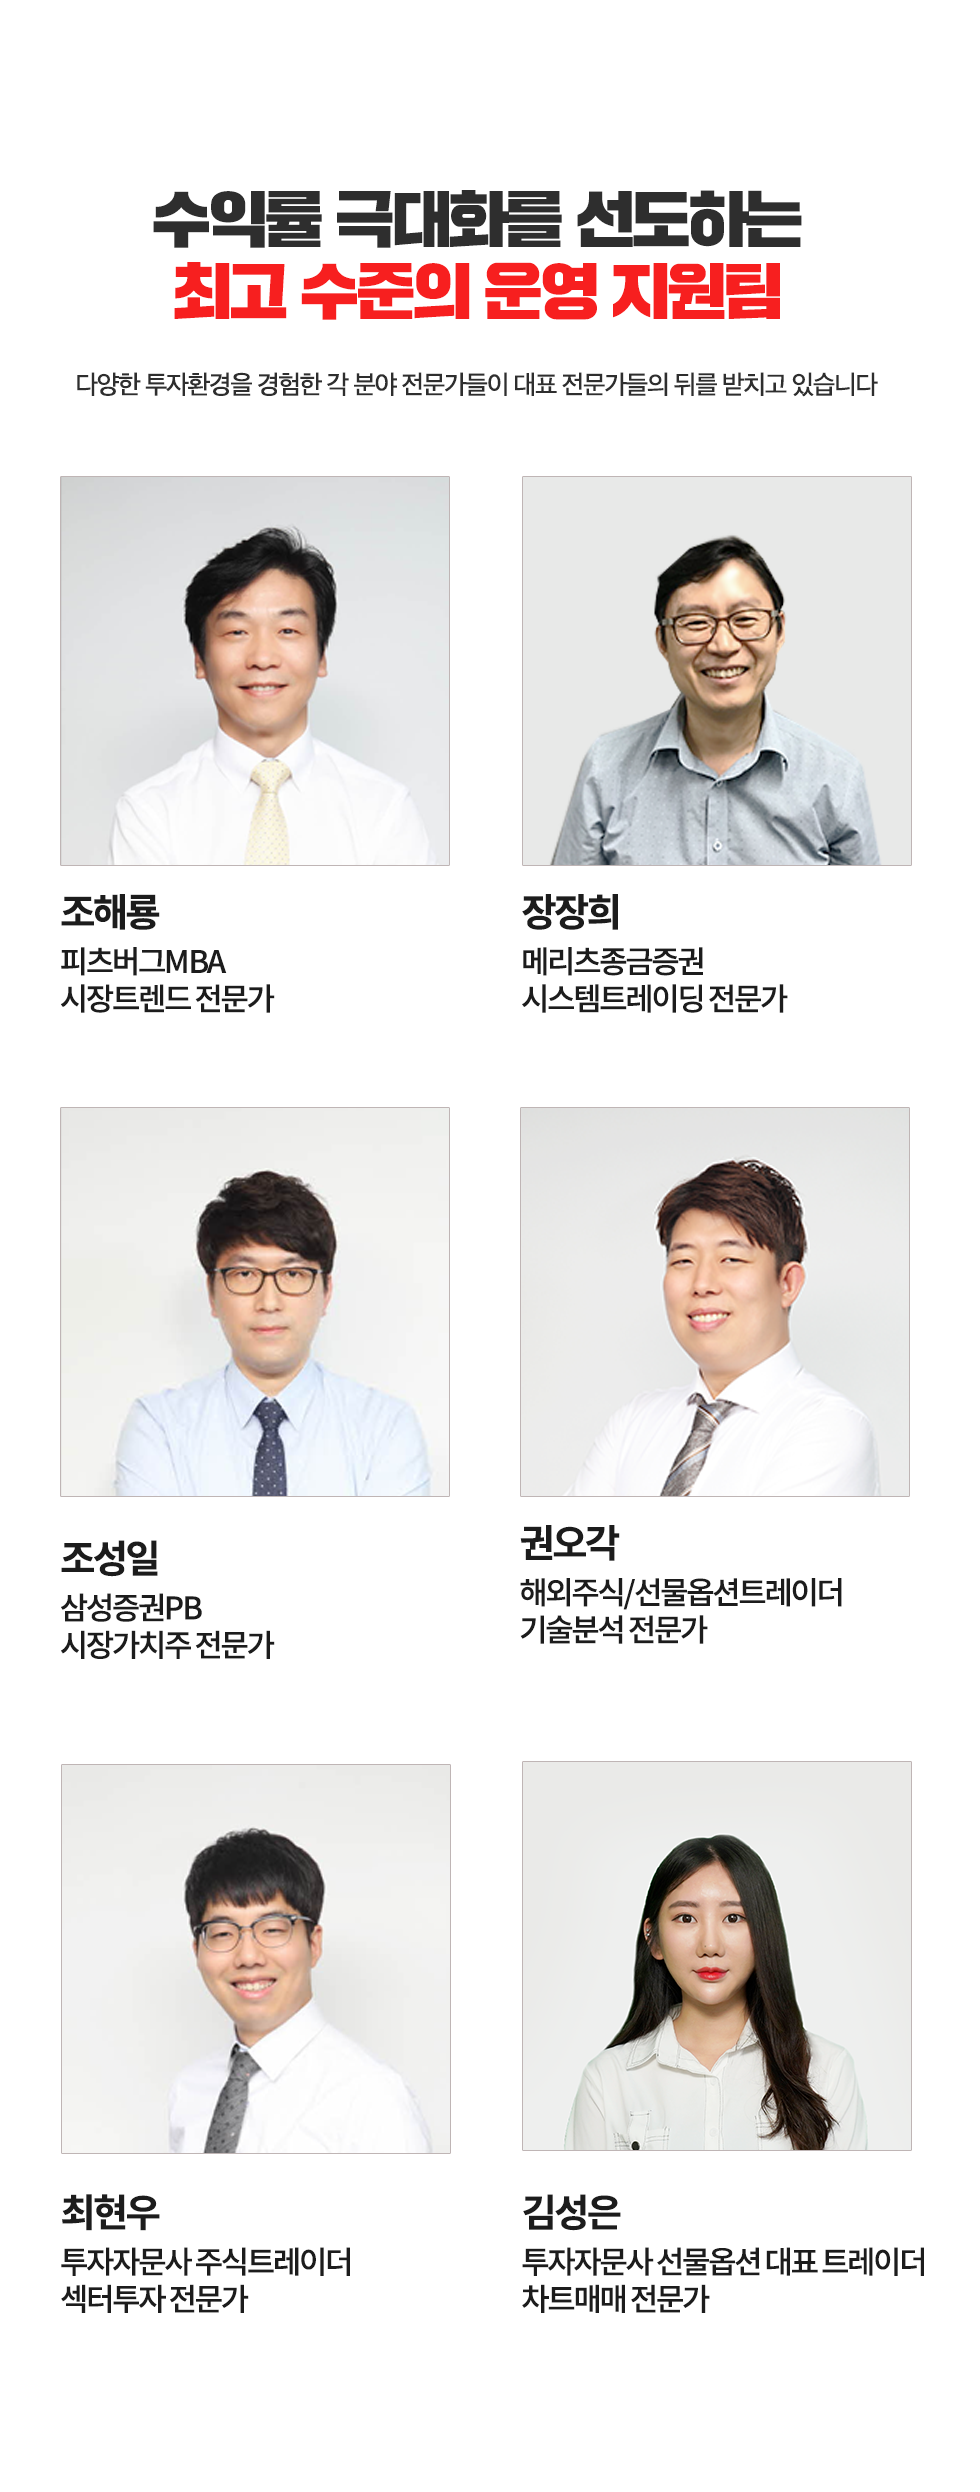 수익률 극대화를 선도하는
최고 수준의 운영 지원팀
다양한 투자환경을 경험한 각 분야 전문가들이 대표 전문가들의 뒤를 받치고 있습니다
조해룡
피츠버그MBA
시장트렌드 전문가
장장희
메리츠종금증권
시스템트레이딩 전문가
조성일
삼성증권PB
시장가치주 전문가
권오각
해외주식/선물옵션트레이더
기술분석 전문가
최현우
투자자문사 주식트레이더
섹터투자 전문가
김성은
투자자문사 선물옵션 대표 트레이더
차트매매 전문가